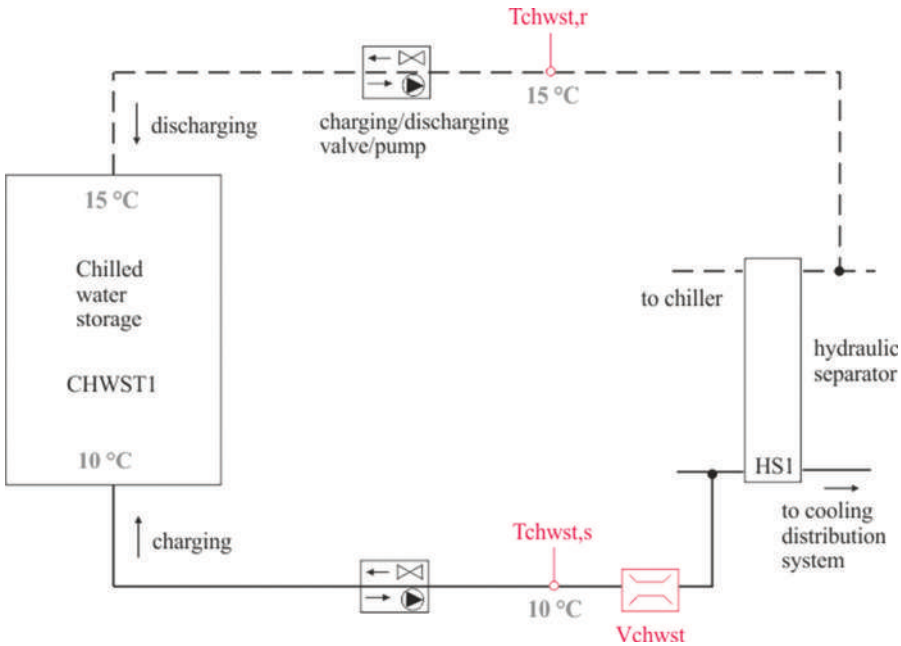 Tchwst,r
15 °C
discharging
charging/discharging
valve/pump
15 °C
Chilled
water
storage
CHWST1
10 °C
to chiller
hydraulic
separator
HS1
to cooling
distribution
system
charging
Tchwst,s
10 °C
Vchwst